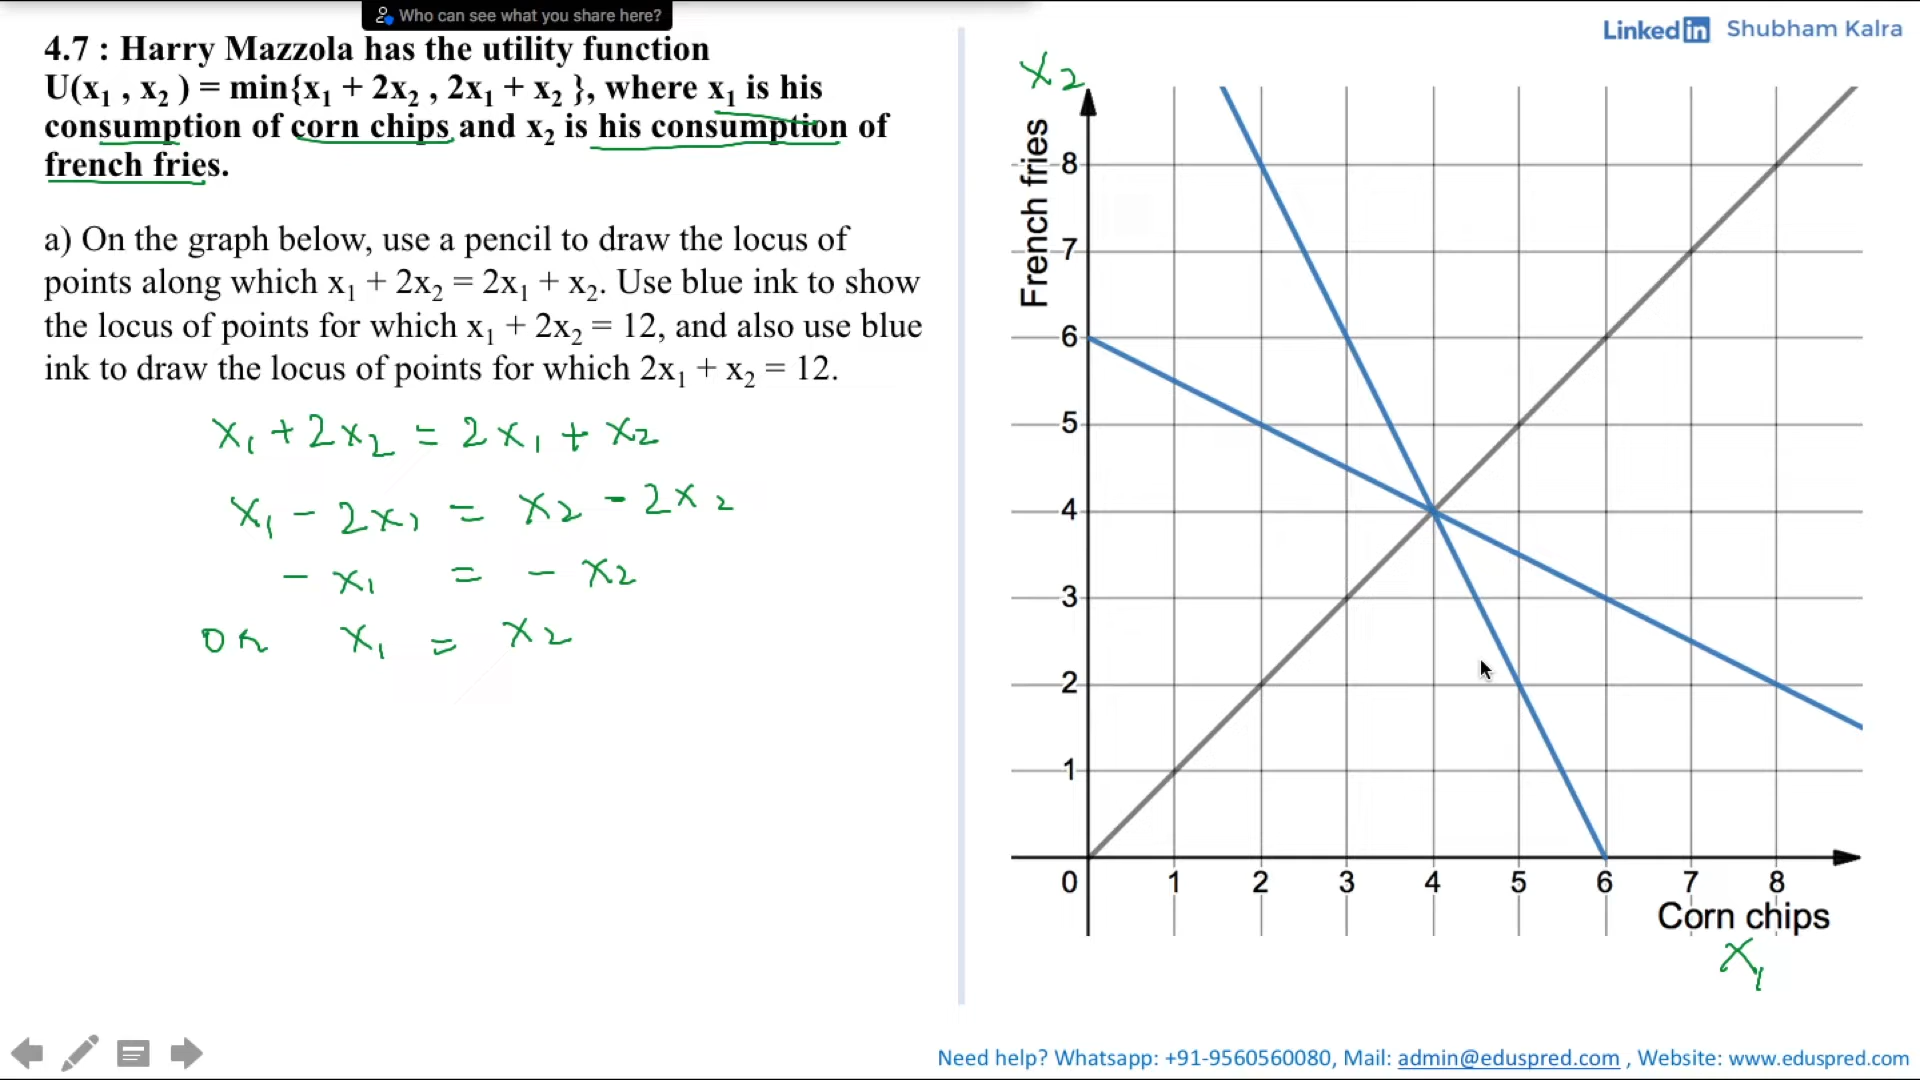 Who can see what you share here?
Linked in Shubham Kalra
4.7 : Harry Mazzola has the utility function
U(x₁ , x₂ ) = min{x₁ + 2x₂ , 2x₁ + x₂ }, where x₁ is his
consumption of corn chips and x₂ is his consumption of
french fries.
a) On the graph below, use a pencil to draw the locus of
points along which x₁ + 2x₂ = 2x₁ + x₂. Use blue ink to show
the locus of points for which x₁ + 2x₂ = 12, and also use blue
ink to draw the locus of points for which 2x₁ + x₂ = 12.
x₁ + 2x₂ = 2x₁ + x₂
x₁ - 2x₁ = x₂ - 2x₂
- x₁ = - x₂
or x₁ = x₂
x₂
French fries
8
7
6
5
4
3
2
1
0 1 2 3 4 5 6 7 8
Corn chips
x₁
Need help? Whatsapp: +91-9560560080, Mail: admin@eduspred.com , Website: www.eduspred.com